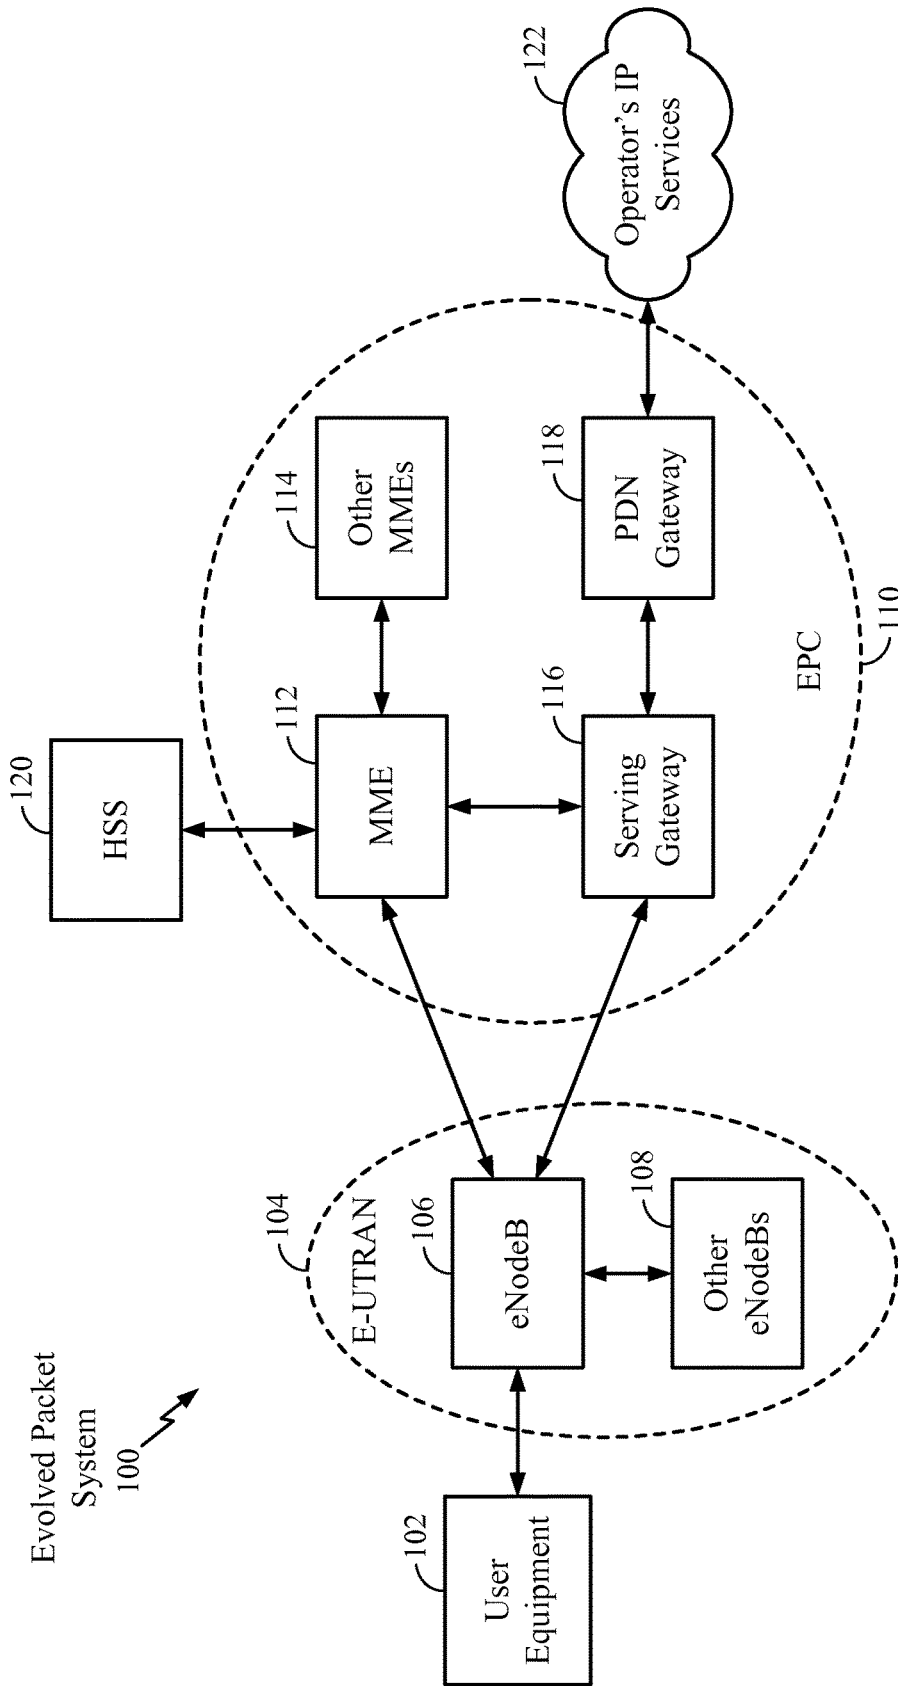 Evolved Packet
System
100
120
HSS
104
E-UTRAN
112
MME
114
Other
MMEs
102
User
Equipment
106
eNodeB
108
Other
eNodeBs
116
Serving
Gateway
118
PDN
Gateway
122
Operator's IP
Services
EPC
110